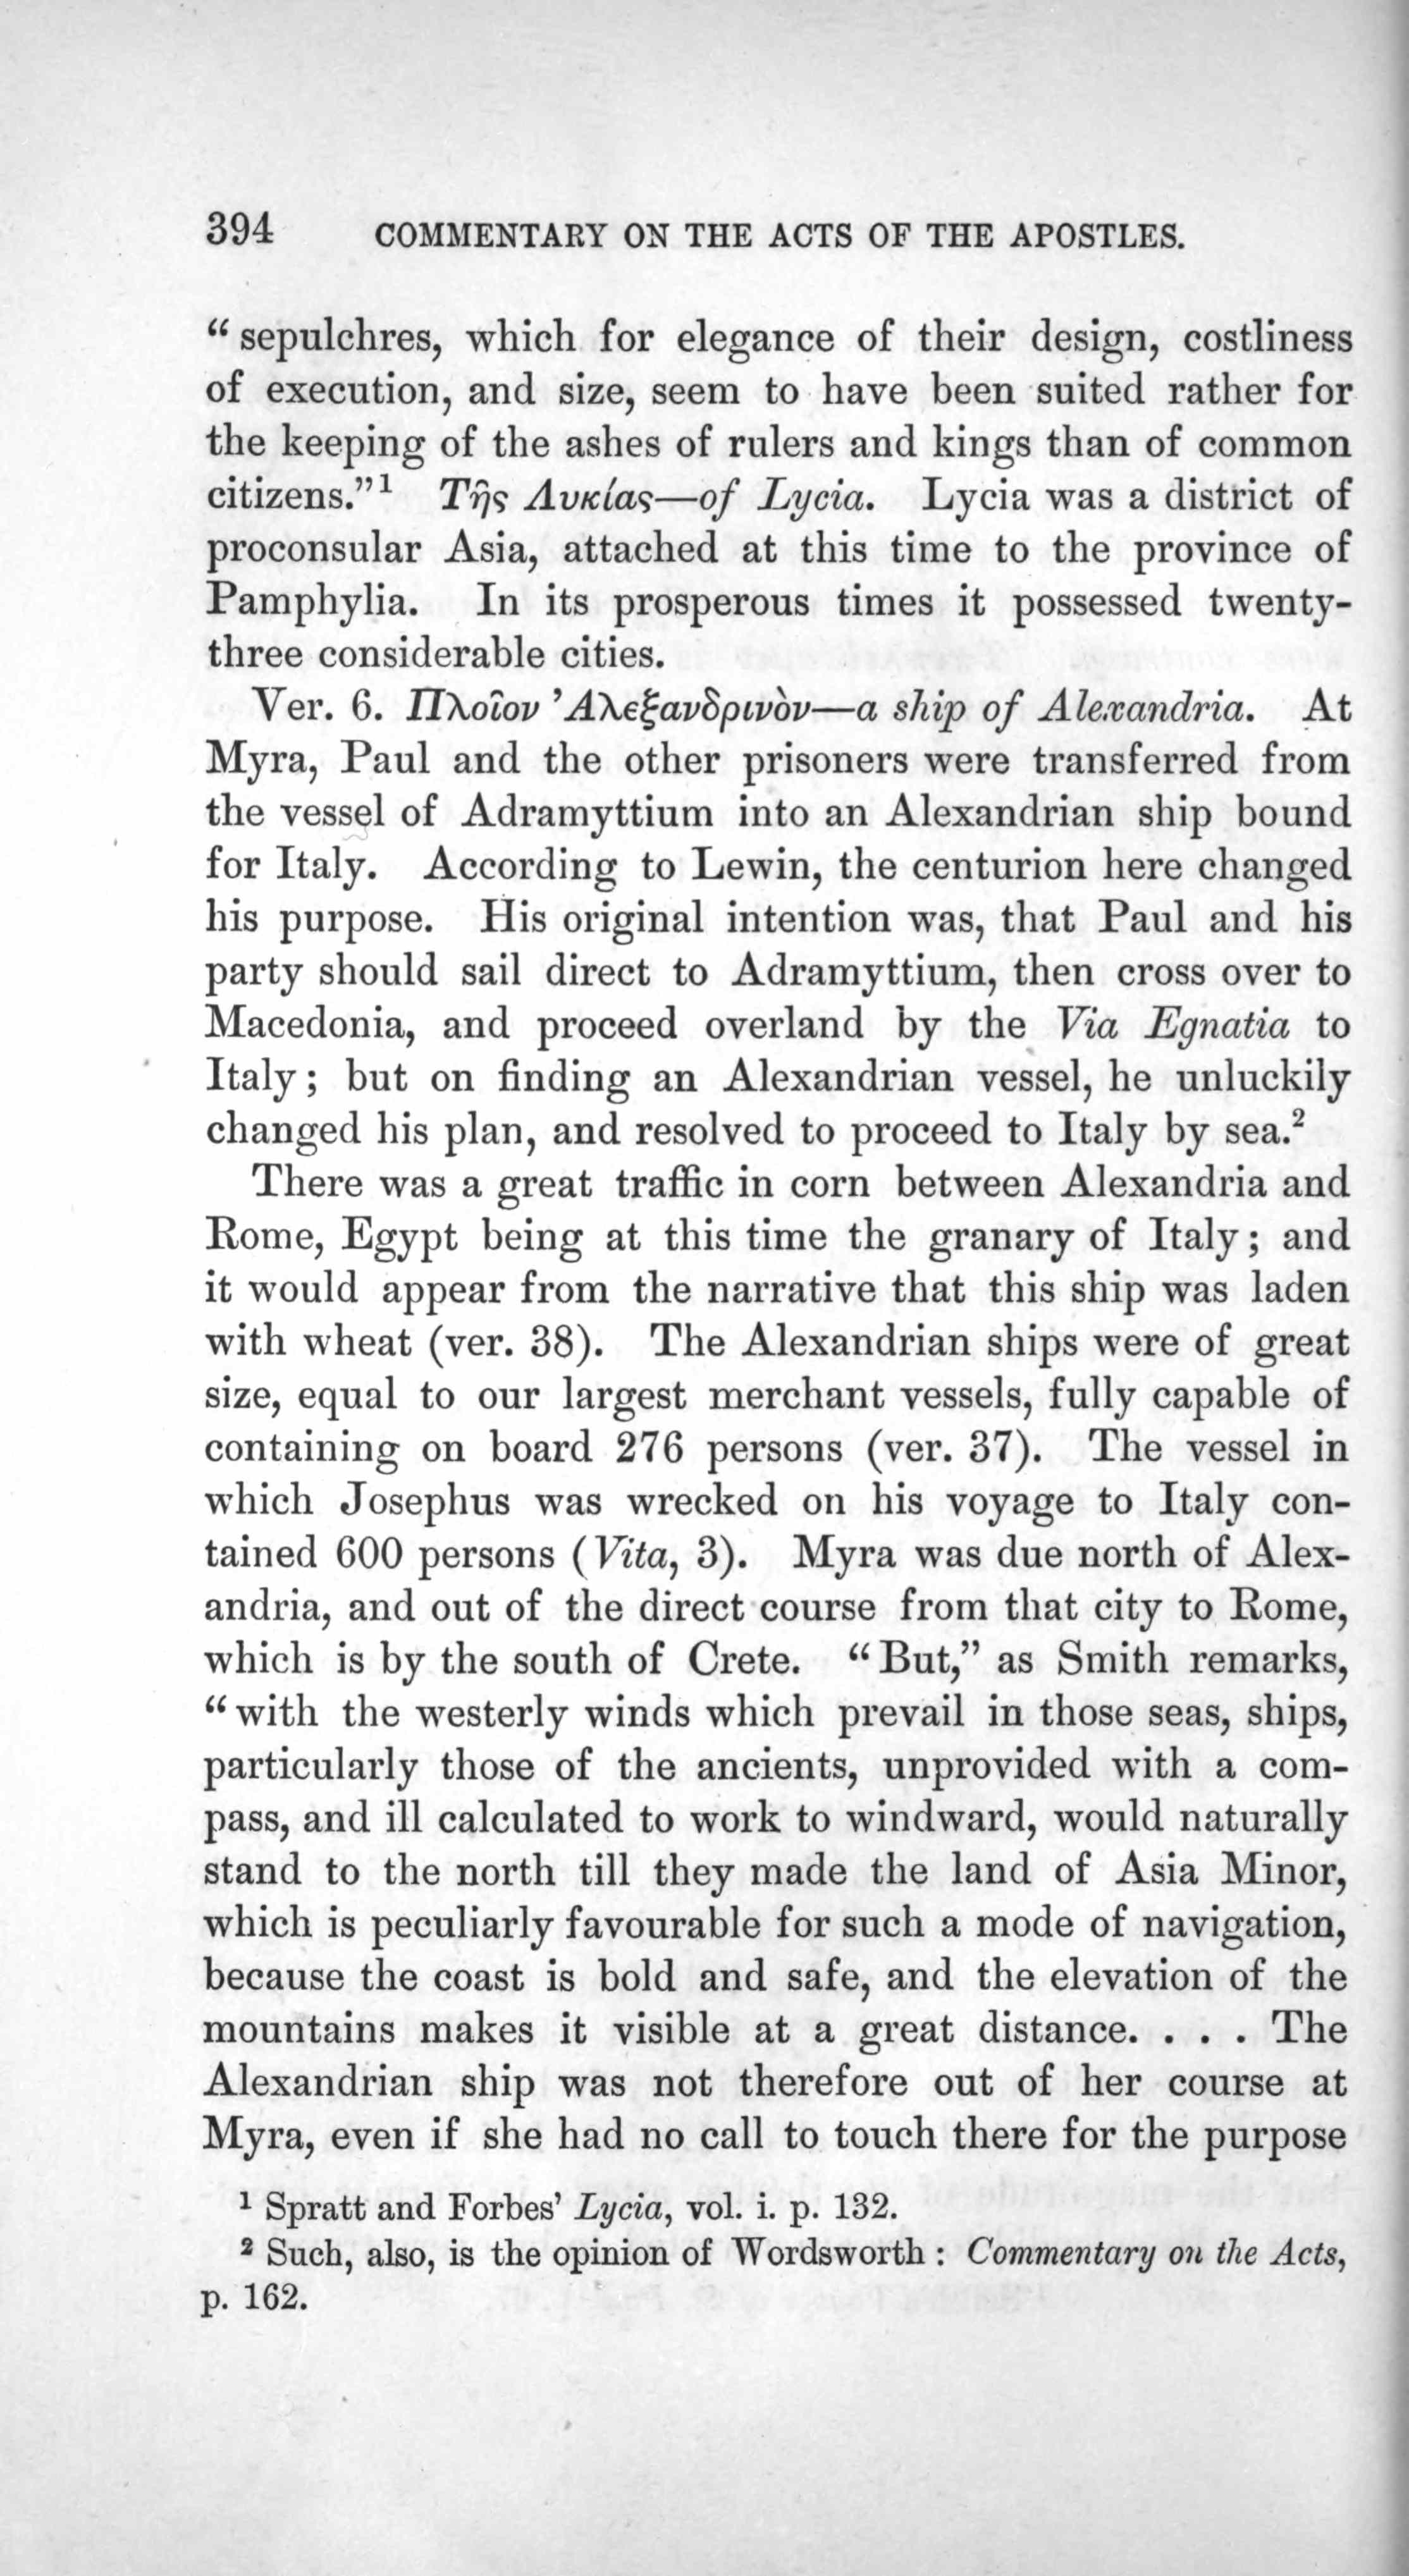 394 COMMENTARY ON THE ACTS OF THE APOSTLES.
“sepulchres, which for elegance of their design, costliness
of execution, and size, seem to have been suited rather for
the keeping of the ashes of rulers and kings than of common
citizens.”¹ Τῆς Λυκίας—of Lycia. Lycia was a district of
proconsular Asia, attached at this time to the province of
Pamphylia. In its prosperous times it possessed twenty-
three considerable cities.
Ver. 6. Πλοῖον Ἀλεξανδρινὸν—a ship of Alexandria. At
Myra, Paul and the other prisoners were transferred from
the vessel of Adramyttium into an Alexandrian ship bound
for Italy. According to Lewin, the centurion here changed
his purpose. His original intention was, that Paul and his
party should sail direct to Adramyttium, then cross over to
Macedonia, and proceed overland by the Via Egnatia to
Italy; but on finding an Alexandrian vessel, he unluckily
changed his plan, and resolved to proceed to Italy by sea.²
There was a great traffic in corn between Alexandria and
Rome, Egypt being at this time the granary of Italy; and
it would appear from the narrative that this ship was laden
with wheat (ver. 38). The Alexandrian ships were of great
size, equal to our largest merchant vessels, fully capable of
containing on board 276 persons (ver. 37). The vessel in
which Josephus was wrecked on his voyage to Italy con-
tained 600 persons (Vita, 3). Myra was due north of Alex-
andria, and out of the direct course from that city to Rome,
which is by the south of Crete. “But,” as Smith remarks,
“with the westerly winds which prevail in those seas, ships,
particularly those of the ancients, unprovided with a com-
pass, and ill calculated to work to windward, would naturally
stand to the north till they made the land of Asia Minor,
which is peculiarly favourable for such a mode of navigation,
because the coast is bold and safe, and the elevation of the
mountains makes it visible at a great distance. . . . The
Alexandrian ship was not therefore out of her course at
Myra, even if she had no call to touch there for the purpose
¹ Spratt and Forbes’ Lycia, vol. i. p. 132.
² Such, also, is the opinion of Wordsworth: Commentary on the Acts,
p. 162.